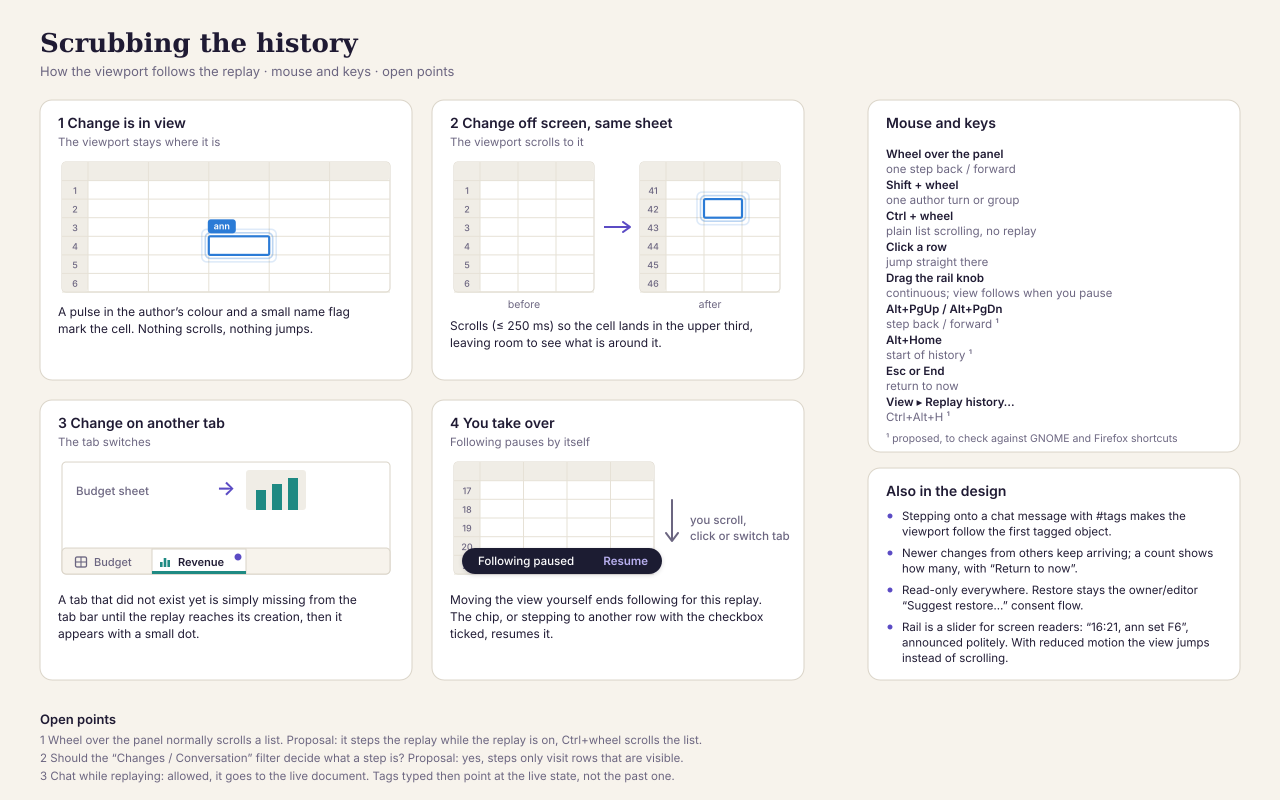 Scrubbing the history
How the viewport follows the replay · mouse and keys · open points
1 Change is in view
The viewport stays where it is
1
2
3
ann
4
5
6
A pulse in the author’s colour and a small name flag
mark the cell. Nothing scrolls, nothing jumps.
2 Change off screen, same sheet
The viewport scrolls to it
1
2
3
4
5
6
before
41
42
43
44
45
46
after
Scrolls (≤ 250 ms) so the cell lands in the upper third,
leaving room to see what is around it.
3 Change on another tab
The tab switches
Budget sheet
Budget
Revenue
A tab that did not exist yet is simply missing from the
tab bar until the replay reaches its creation, then it
appears with a small dot.
4 You take over
Following pauses by itself
17
18
19
20
you scroll,
click or switch tab
Following paused
Resume
Moving the view yourself ends following for this replay.
The chip, or stepping to another row with the checkbox
ticked, resumes it.
Mouse and keys
Wheel over the panel
one step back / forward
Shift + wheel
one author turn or group
Ctrl + wheel
plain list scrolling, no replay
Click a row
jump straight there
Drag the rail knob
continuous; view follows when you pause
Alt+PgUp / Alt+PgDn
step back / forward ¹
Alt+Home
start of history ¹
Esc or End
return to now
View ▸ Replay history…
Ctrl+Alt+H ¹
¹ proposed, to check against GNOME and Firefox shortcuts
Also in the design
• Stepping onto a chat message with #tags makes the
viewport follow the first tagged object.
• Newer changes from others keep arriving; a count shows
how many, with “Return to now”.
• Read-only everywhere. Restore stays the owner/editor
“Suggest restore…” consent flow.
• Rail is a slider for screen readers: “16:21, ann set F6”,
announced politely. With reduced motion the view jumps
instead of scrolling.
Open points
1 Wheel over the panel normally scrolls a list. Proposal: it steps the replay while the replay is on, Ctrl+wheel scrolls the list.
2 Should the “Changes / Conversation” filter decide what a step is? Proposal: yes, steps only visit rows that are visible.
3 Chat while replaying: allowed, it goes to the live document. Tags typed then point at the live state, not the past one.